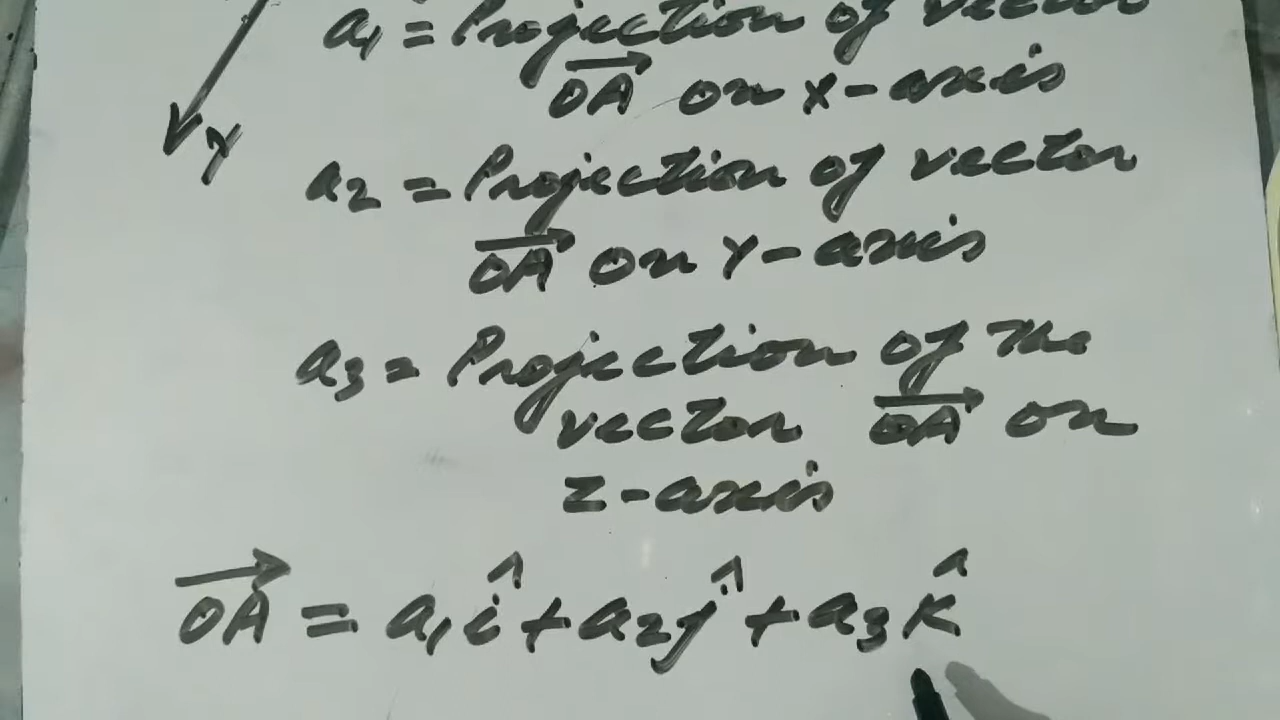 a₁ = Projection of vector
OA on X-axis
Y
a₂ = Projection of vector
OA on Y-axis
a₃ = Projection of the
vector OA on
Z-axis
OA = a₁î + a₂ĵ + a₃k̂